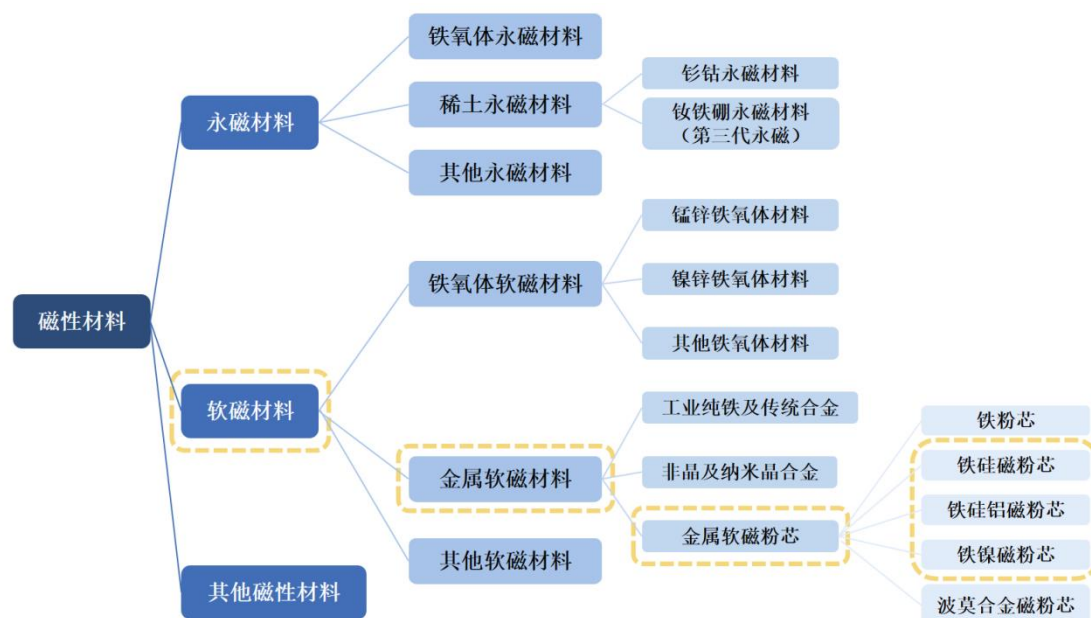 铁氧体永磁材料
钐钴永磁材料
稀土永磁材料
永磁材料
钕铁硼永磁材料
（第三代永磁）
其他永磁材料
锰锌铁氧体材料
铁氧体软磁材料
镍锌铁氧体材料
磁性材料
其他铁氧体材料
软磁材料
工业纯铁及传统合金
铁粉芯
金属软磁材料
非晶及纳米晶合金
铁硅磁粉芯
铁硅铝磁粉芯
金属软磁粉芯
其他软磁材料
铁镍磁粉芯
其他磁性材料
波莫合金磁粉芯